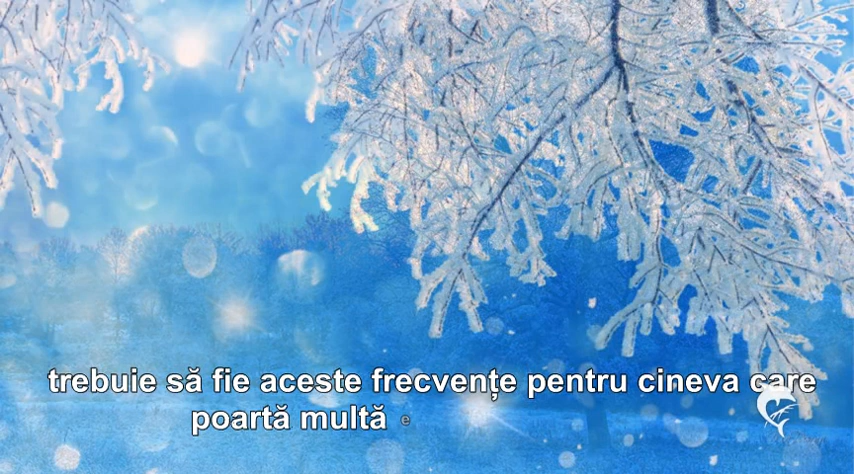 trebuie să fie aceste frecvențe pentru cineva care
poartă multă e